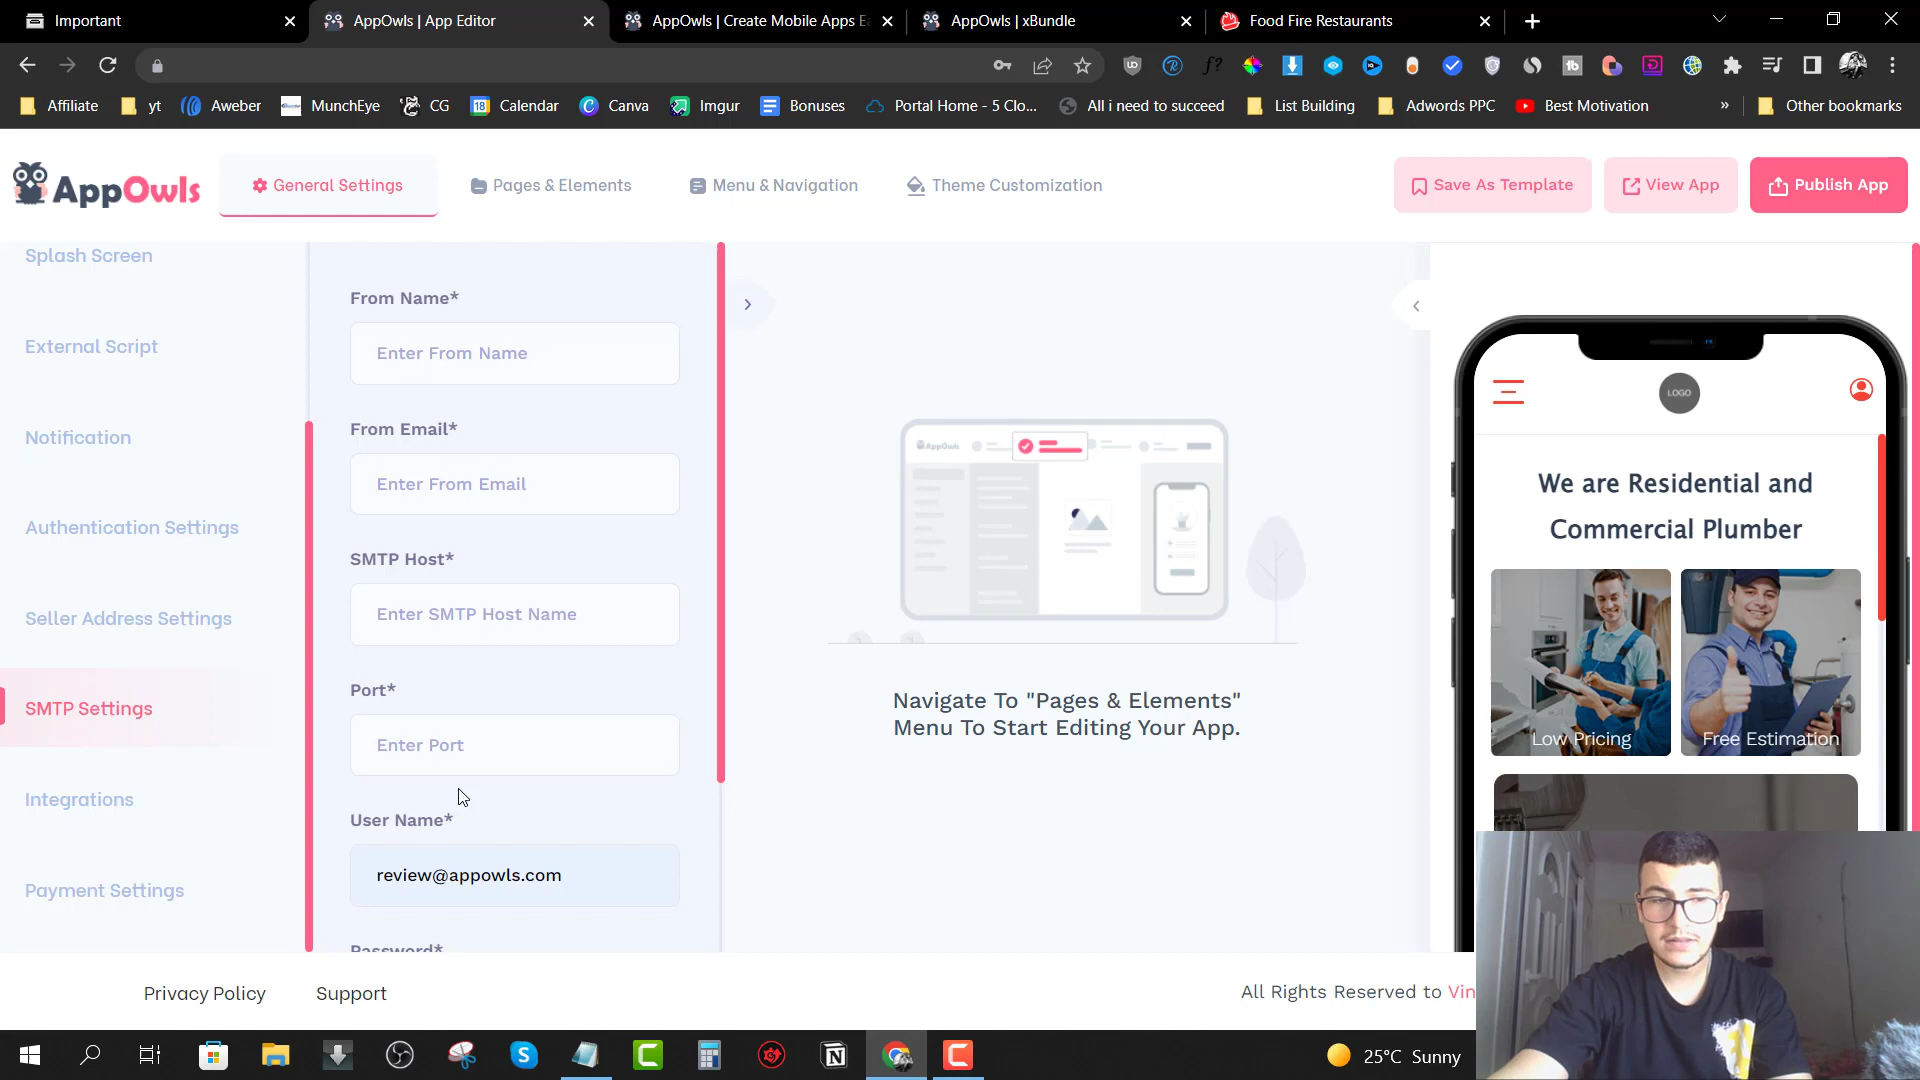 Important
AppOwls | App Editor
AppOwls | Create Mobile Apps Ea
AppOwls | xBundle
Food Fire Restaurants
Affiliate
yt
Aweber
MunchEye
CG
Calendar
Canva
Imgur
Bonuses
Portal Home - 5 Clo...
All i need to succeed
List Building
Adwords PPC
Best Motivation
»
Other bookmarks
AppOwls
General Settings
Pages & Elements
Menu & Navigation
Theme Customization
Save As Template
View App
Publish App
Splash Screen
External Script
Notification
Authentication Settings
Seller Address Settings
SMTP Settings
Integrations
Payment Settings
From Name*
Enter From Name
From Email*
Enter From Email
SMTP Host*
Enter SMTP Host Name
Port*
Enter Port
User Name*
review@appowls.com
Password*
AppOwls
Navigate To "Pages & Elements"
Menu To Start Editing Your App.
LOGO
We are Residential and
Commercial Plumber
Low Pricing
Free Estimation
Privacy Policy
Support
All Rights Reserved to Vin
25°C Sunny